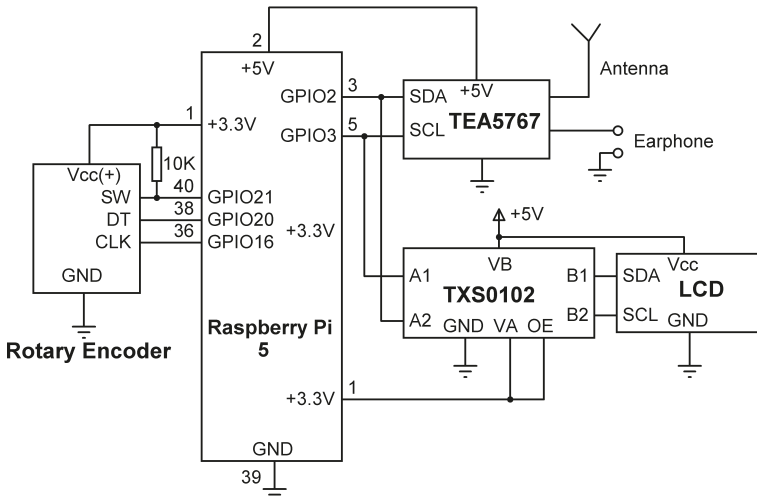 2
+5V
Antenna
GPIO2
3
SDA
+5V
TEA5767
1
+3.3V
GPIO3
5
SCL
Earphone
10K
Vcc(+)
SW
40
GPIO21
DT
38
GPIO20
CLK
36
GPIO16
+3.3V
+5V
GND
VB
Vcc
A1
TXS0102
B1
SDA
LCD
A2
GND
VA
OE
B2
SCL
GND
Rotary Encoder
Raspberry Pi
5
+3.3V
1
GND
39